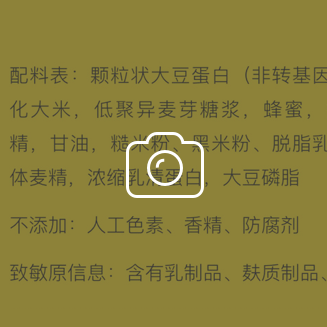 配料表：颗粒状大豆蛋白（非转基因
化大米，低聚异麦芽糖浆，蜂蜜，
精，甘油，糙米粉、黑米粉、脱脂乳
体麦精，浓缩乳清蛋白，大豆磷脂
不添加：人工色素、香精、防腐剂
致敏原信息：含有乳制品、麸质制品、